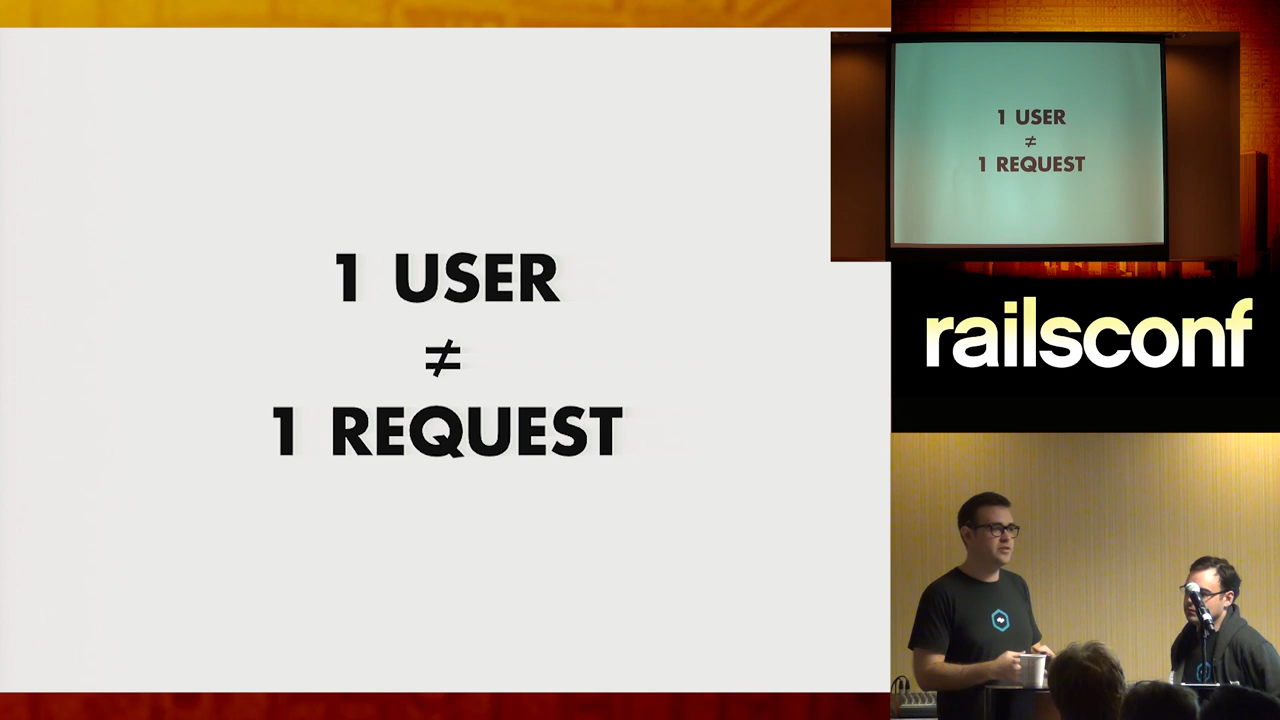 1 USER
≠
1 REQUEST
1 USER
≠
1 REQUEST
railsconf